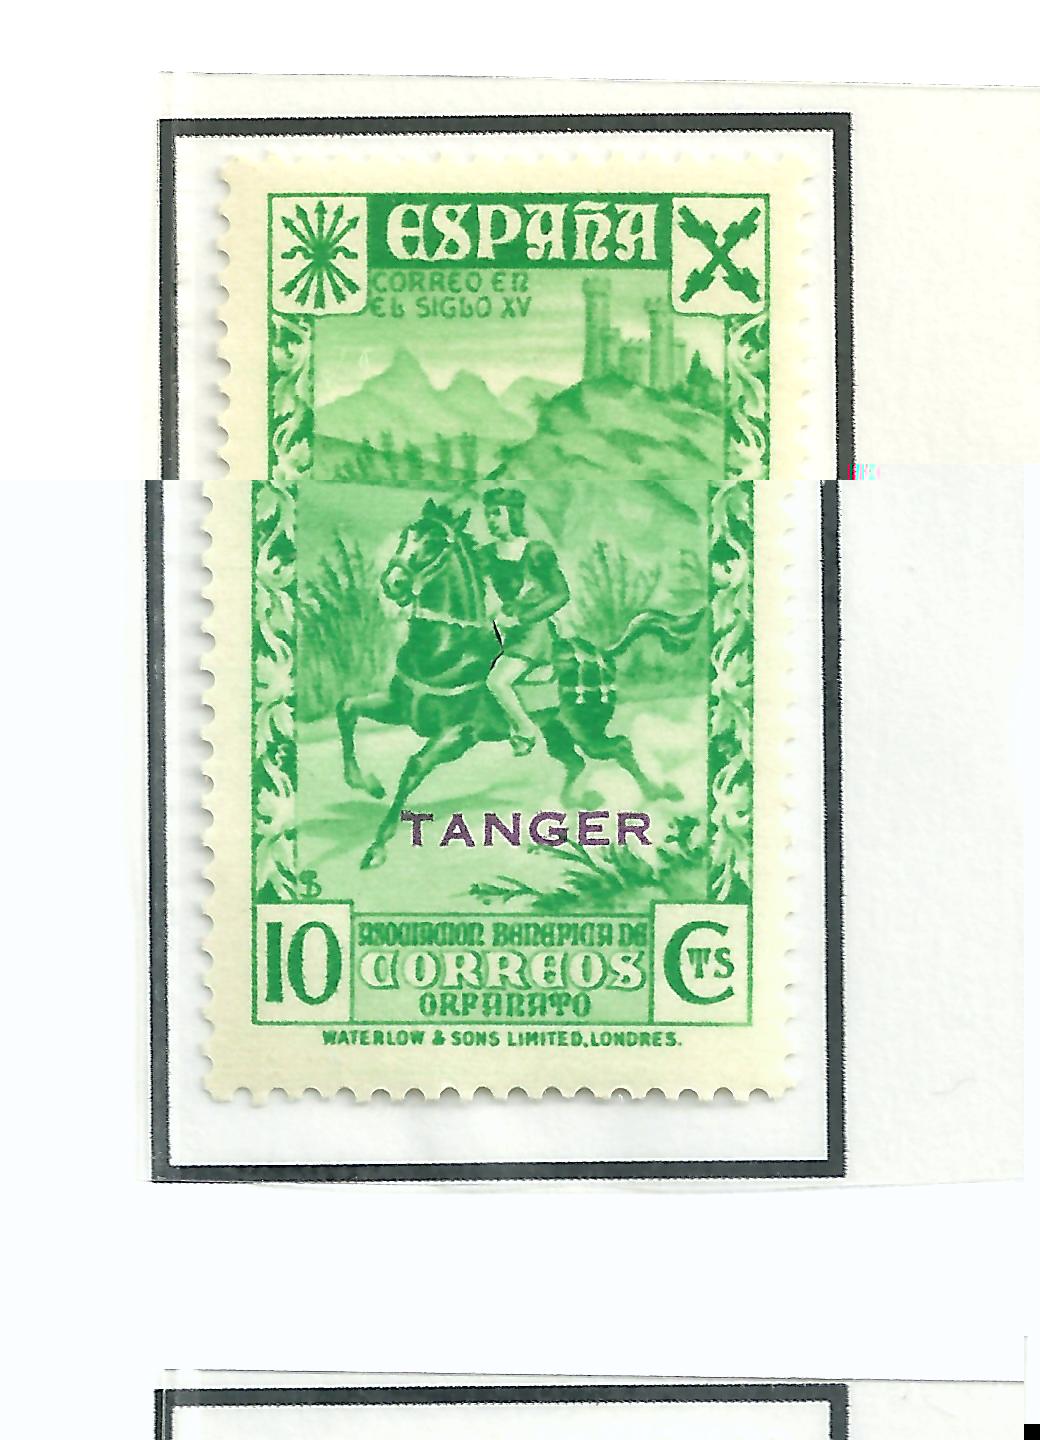 ESPAÑA
CORREO EN
EL SIGLO XV
TANGER
10 CTS
ASOCIACION BENEFICA DE
CORREOS
ORFANATO
WATERLOW & SONS LIMITED, LONDRES.